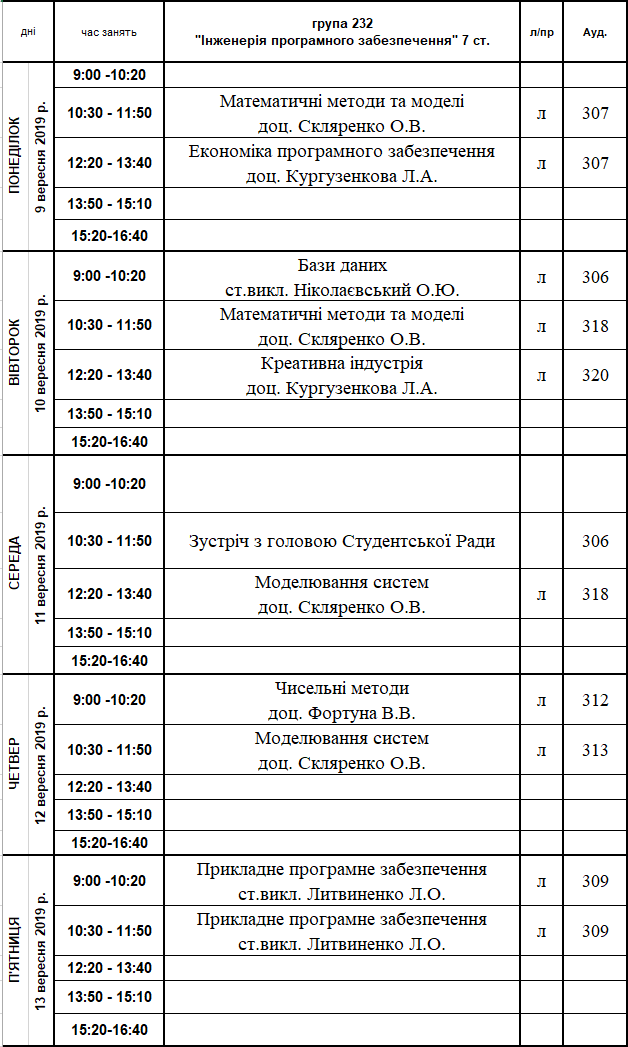 дні
час занять
група 232
"Інженерія програмного забезпечення" 7 ст.
л/пр
Ауд.
ПОНЕДІЛОК
9 вересня 2019 р.
9:00 -10:20
10:30 - 11:50
Математичні методи та моделі
доц. Скляренко О.В.
л
307
12:20 - 13:40
Економіка програмного забезпечення
доц. Кургузенкова Л.А.
л
307
13:50 - 15:10
15:20-16:40
ВІВТОРОК
10 вересня 2019 р.
9:00 -10:20
Бази даних
ст.викл. Ніколаєвський О.Ю.
л
306
10:30 - 11:50
Математичні методи та моделі
доц. Скляренко О.В.
л
318
12:20 - 13:40
Креативна індустрія
доц. Кургузенкова Л.А.
л
320
13:50 - 15:10
15:20-16:40
СЕРЕДА
11 вересня 2019 р.
9:00 -10:20
10:30 - 11:50
Зустріч з головою Студентської Ради
306
12:20 - 13:40
Моделювання систем
доц. Скляренко О.В.
л
318
13:50 - 15:10
15:20-16:40
ЧЕТВЕР
12 вересня 2019 р.
9:00 -10:20
Чисельні методи
доц. Фортуна В.В.
л
312
10:30 - 11:50
Моделювання систем
доц. Скляренко О.В.
л
313
12:20 - 13:40
13:50 - 15:10
15:20-16:40
П'ЯТНИЦЯ
13 вересня 2019 р.
9:00 -10:20
Прикладне програмне забезпечення
ст.викл. Литвиненко Л.О.
л
309
10:30 - 11:50
Прикладне програмне забезпечення
ст.викл. Литвиненко Л.О.
л
309
12:20 - 13:40
13:50 - 15:10
15:20-16:40